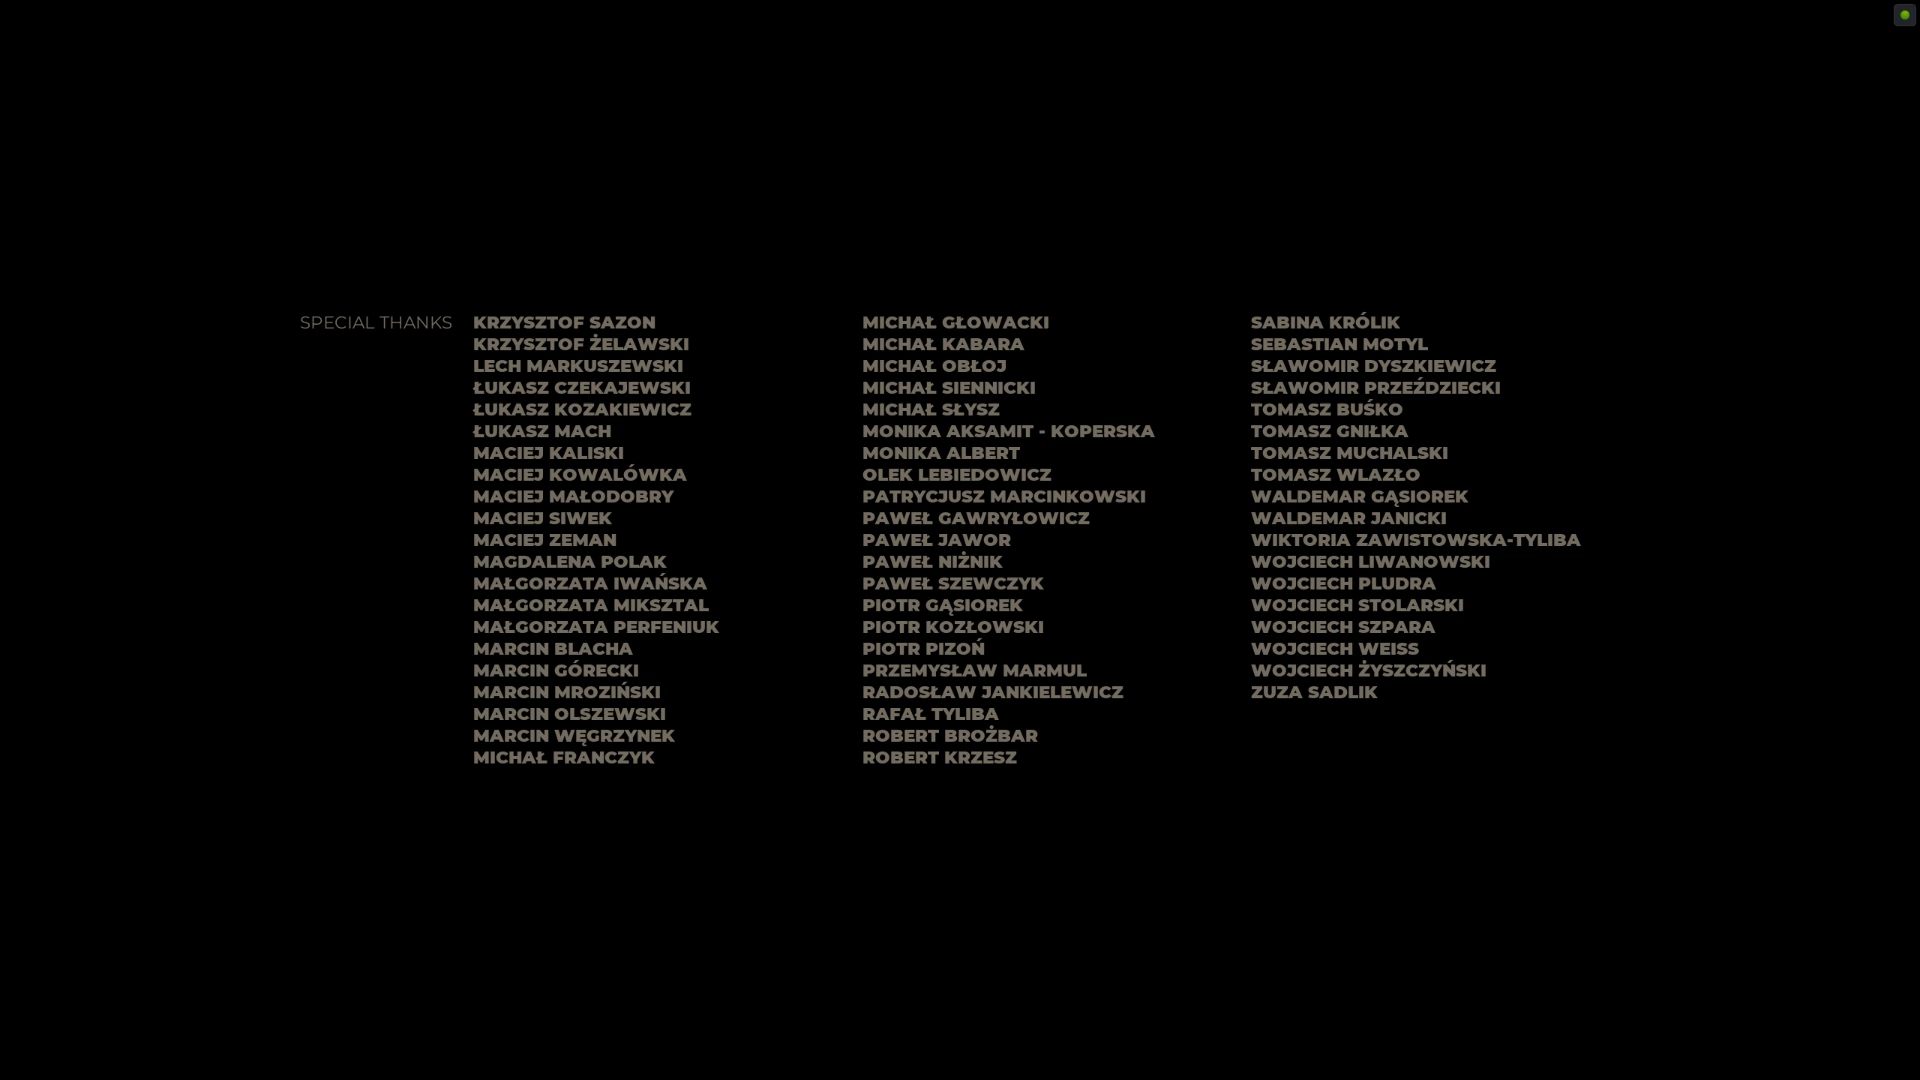 SPECIAL THANKS
KRZYSZTOF SAZON
KRZYSZTOF ŻELAWSKI
LECH MARKUSZEWSKI
ŁUKASZ CZEKAJEWSKI
ŁUKASZ KOZAKIEWICZ
ŁUKASZ MACH
MACIEJ KALISKI
MACIEJ KOWALÓWKA
MACIEJ MAŁODOBRY
MACIEJ SIWEK
MACIEJ ZEMAN
MAGDALENA POLAK
MAŁGORZATA IWAŃSKA
MAŁGORZATA MIKSZTAL
MAŁGORZATA PERFENIUK
MARCIN BLACHA
MARCIN GÓRECKI
MARCIN MROZIŃSKI
MARCIN OLSZEWSKI
MARCIN WĘGRZYNEK
MICHAŁ FRANCZYK
MICHAŁ GŁOWACKI
MICHAŁ KABARA
MICHAŁ OBŁOJ
MICHAŁ SIENNICKI
MICHAŁ SŁYSZ
MONIKA AKSAMIT - KOPERSKA
MONIKA ALBERT
OLEK LEBIEDOWICZ
PATRYCJUSZ MARCINKOWSKI
PAWEŁ GAWRYŁOWICZ
PAWEŁ JAWOR
PAWEŁ NIŻNIK
PAWEŁ SZEWCZYK
PIOTR GĄSIOREK
PIOTR KOZŁOWSKI
PIOTR PIZOŃ
PRZEMYSŁAW MARMUL
RADOSŁAW JANKIELEWICZ
RAFAŁ TYLIBA
ROBERT BROŻBAR
ROBERT KRZESZ
SABINA KRÓLIK
SEBASTIAN MOTYL
SŁAWOMIR DYSZKIEWICZ
SŁAWOMIR PRZEŹDZIECKI
TOMASZ BUŚKO
TOMASZ GNIŁKA
TOMASZ MUCHALSKI
TOMASZ WLAZŁO
WALDEMAR GĄSIOREK
WALDEMAR JANICKI
WIKTORIA ZAWISTOWSKA-TYLIBA
WOJCIECH LIWANOWSKI
WOJCIECH PLUDRA
WOJCIECH STOLARSKI
WOJCIECH SZPARA
WOJCIECH WEISS
WOJCIECH ŻYSZCZYŃSKI
ZUZA SADLIK